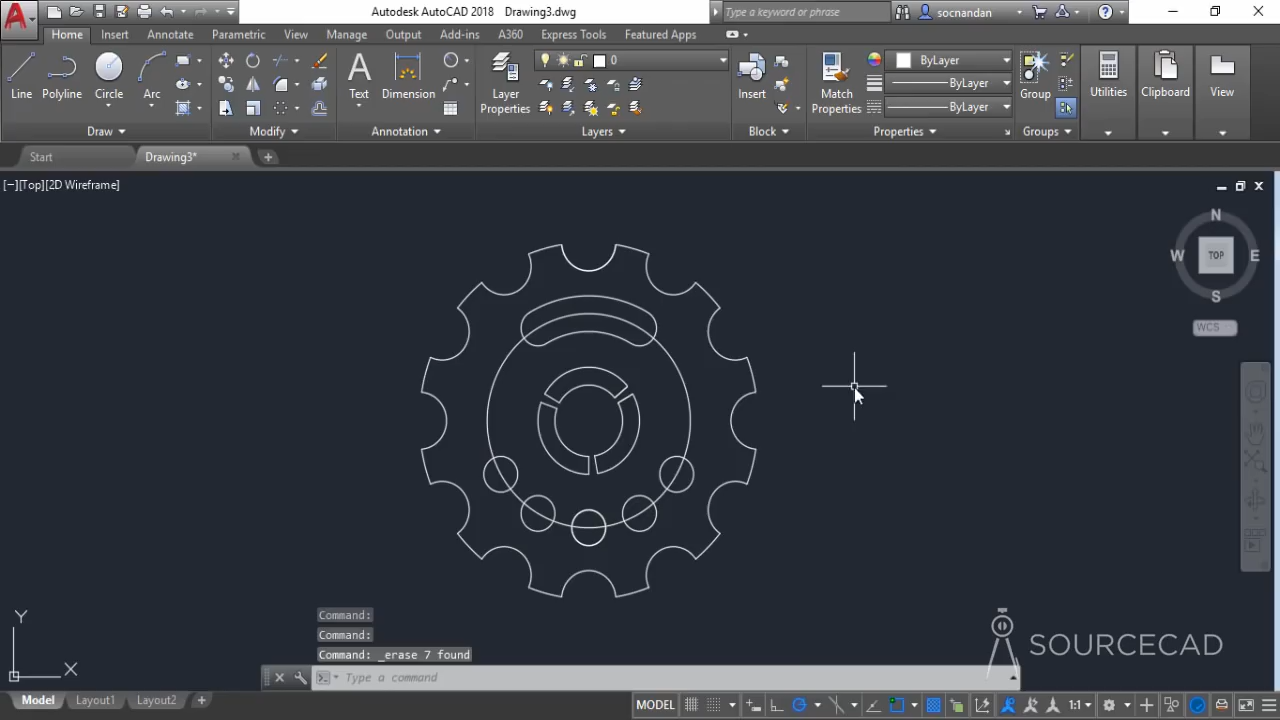 Autodesk AutoCAD 2018 Drawing3.dwg
Type a keyword or phrase
socnandan
Home Insert Annotate Parametric View Manage Output Add-ins A360 Express Tools Featured Apps
Line Polyline Circle Arc
Text Dimension
Layer Properties
0
Insert
Match Properties
ByLayer
ByLayer
ByLayer
Group
Utilities
Clipboard
View
Draw Modify Annotation Layers Block Properties Groups
Start Drawing3*
[−][Top][2D Wireframe]
N
W TOP E
S
WCS
Command:
Command:
Command: _erase 7 found
Type a command
Y
X
SOURCECAD
Model Layout1 Layout2
MODEL 1:1